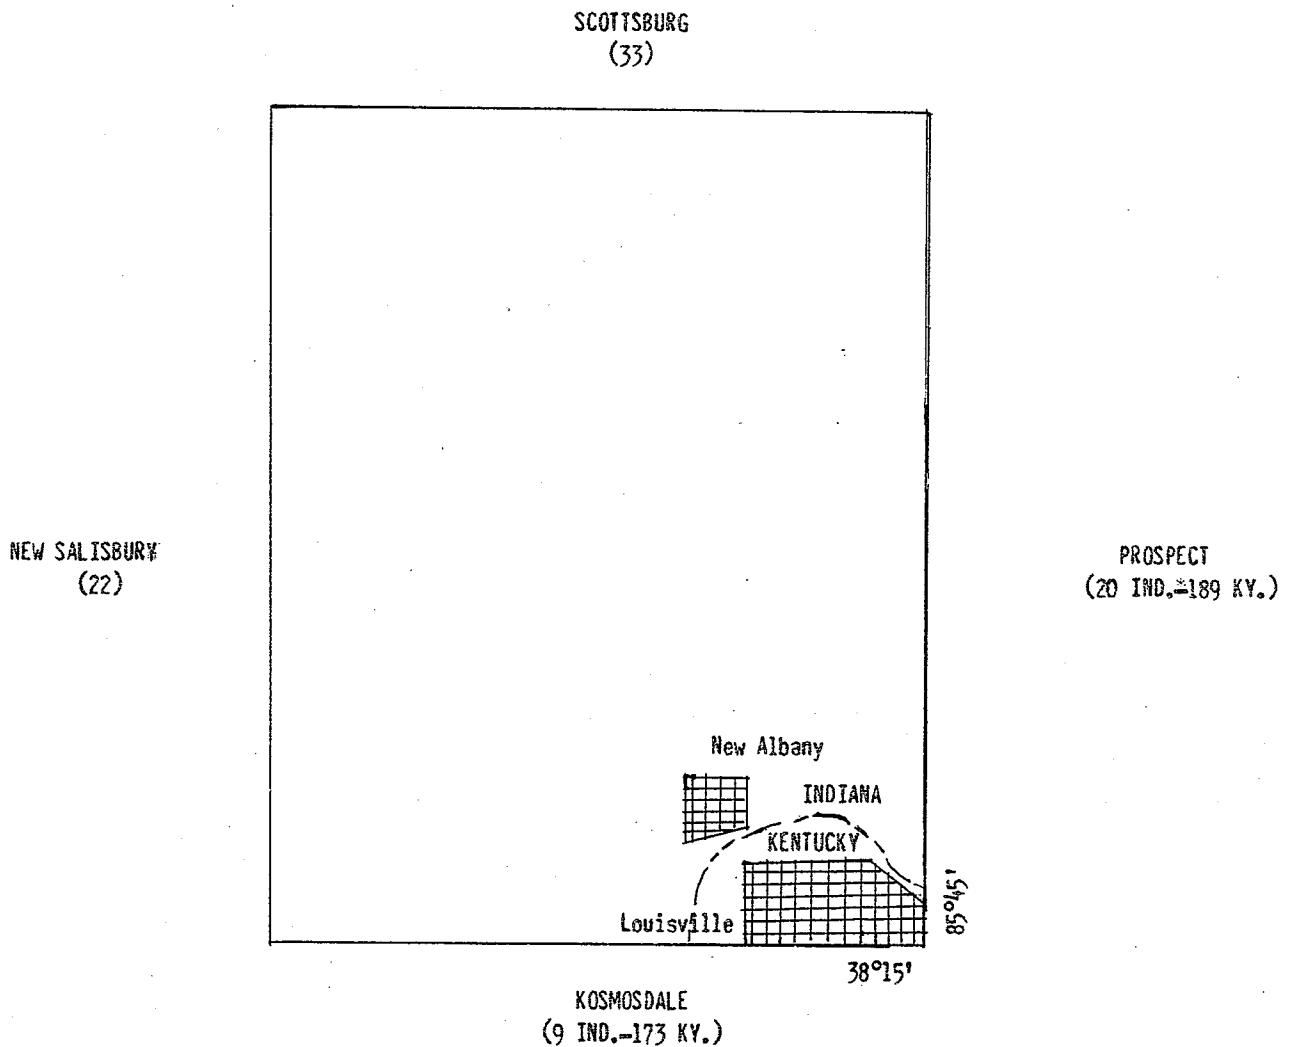 SCOTTSBURG
(33)
NEW SALISBURY
(22)
PROSPECT
(20 IND.*189 KY.)
New Albany
INDIANA
KENTUCKY
Louisville
85°45'
38°15'
KOSMOSDALE
(9 IND.-173 KY.)